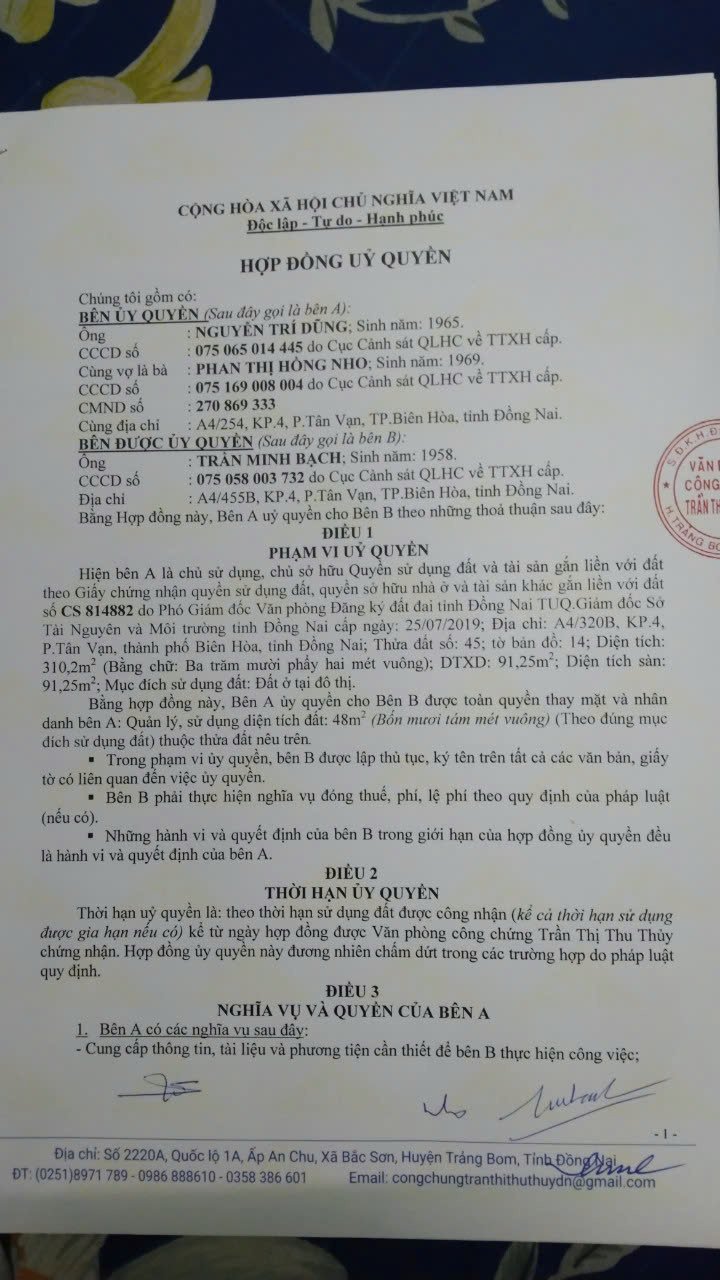 CỘNG HÒA XÃ HỘI CHỦ NGHĨA VIỆT NAM
Độc lập - Tự do - Hạnh phúc
HỢP ĐỒNG UỶ QUYỀN
Chúng tôi gồm có:
BÊN ỦY QUYỀN (Sau đây gọi là bên A):
Ông : NGUYỄN TRÍ DŨNG; Sinh năm: 1965.
CCCD số : 075 065 014 445 do Cục Cảnh sát QLHC về TTXH cấp.
Cùng vợ là bà : PHAN THỊ HỒNG NHO; Sinh năm: 1969.
CCCD số : 075 169 008 004 do Cục Cảnh sát QLHC về TTXH cấp.
CMND số : 270 869 333
Cùng địa chỉ : A4/254, KP.4, P.Tân Vạn, TP.Biên Hòa, tỉnh Đồng Nai.
BÊN ĐƯỢC ỦY QUYỀN (Sau đây gọi là bên B):
Ông : TRẦN MINH BẠCH; Sinh năm: 1958.
CCCD số : 075 058 003 732 do Cục Cảnh sát QLHC về TTXH cấp.
Địa chỉ : A4/455B, KP.4, P.Tân Vạn, TP.Biên Hòa, tỉnh Đồng Nai.
Bằng Hợp đồng này, Bên A uỷ quyền cho Bên B theo những thoả thuận sau đây:
ĐIỀU 1
PHẠM VI UỶ QUYỀN
Hiện bên A là chủ sử dụng, chủ sở hữu Quyền sử dụng đất và tài sản gắn liền với đất
theo Giấy chứng nhận quyền sử dụng đất, quyền sở hữu nhà ở và tài sản khác gắn liền với đất
số CS 814882 do Phó Giám đốc Văn phòng Đăng ký đất đai tỉnh Đồng Nai TUQ.Giám đốc Sở
Tài Nguyên và Môi trường tỉnh Đồng Nai cấp ngày: 25/07/2019; Địa chỉ: A4/320B, KP.4,
P.Tân Vạn, thành phố Biên Hòa, tỉnh Đồng Nai; Thửa đất số: 45; tờ bản đồ: 14; Diện tích:
310,2m² (Bằng chữ: Ba trăm mười phẩy hai mét vuông); DTXD: 91,25m²; Diện tích sàn:
91,25m²; Mục đích sử dụng đất: Đất ở tại đô thị.
Bằng hợp đồng này, Bên A ủy quyền cho Bên B được toàn quyền thay mặt và nhân
danh bên A: Quản lý, sử dụng diện tích đất: 48m² (Bốn mươi tám mét vuông) (Theo đúng mục
đích sử dụng đất) thuộc thửa đất nêu trên.
▪ Trong phạm vi ủy quyền, bên B được lập thủ tục, ký tên trên tất cả các văn bản, giấy
tờ có liên quan đến việc ủy quyền.
▪ Bên B phải thực hiện nghĩa vụ đóng thuế, phí, lệ phí theo quy định của pháp luật
(nếu có).
▪ Những hành vi và quyết định của bên B trong giới hạn của hợp đồng ủy quyền đều
là hành vi và quyết định của bên A.
ĐIỀU 2
THỜI HẠN ỦY QUYỀN
Thời hạn uỷ quyền là: theo thời hạn sử dụng đất được công nhận (kể cả thời hạn sử dụng
được gia hạn nếu có) kể từ ngày hợp đồng được Văn phòng công chứng Trần Thị Thu Thủy
chứng nhận. Hợp đồng ủy quyền này đương nhiên chấm dứt trong các trường hợp do pháp luật
quy định.
ĐIỀU 3
NGHĨA VỤ VÀ QUYỀN CỦA BÊN A
1. Bên A có các nghĩa vụ sau đây:
- Cung cấp thông tin, tài liệu và phương tiện cần thiết để bên B thực hiện công việc;
- 1 -
Địa chỉ: Số 2220A, Quốc lộ 1A, Ấp An Chu, Xã Bắc Sơn, Huyện Trảng Bom, Tỉnh Đồng Nai
ĐT: (0251)8971 789 - 0986 888610 - 0358 386 601 Email: congchungtranthithuthuydn@gmail.com
S.Đ.K.H.Đ
VĂN
CÔNG
TRẦN TH
H.TRẢNG BO